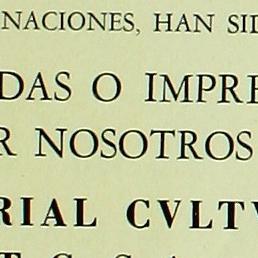 NACIONES, HAN SID
DAS O IMPRE
R NOSOTROS
RIAL CVLTV